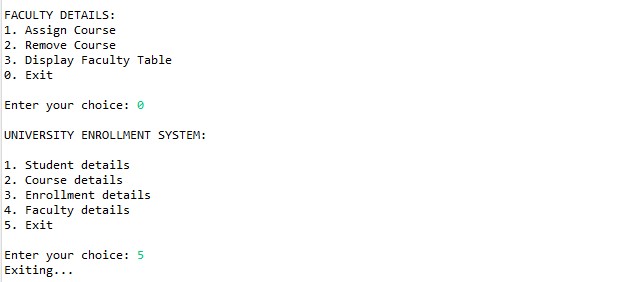 FACULTY DETAILS:
1. Assign Course
2. Remove Course
3. Display Faculty Table
0. Exit
Enter your choice: 0
UNIVERSITY ENROLLMENT SYSTEM:
1. Student details
2. Course details
3. Enrollment details
4. Faculty details
5. Exit
Enter your choice: 5
Exiting...